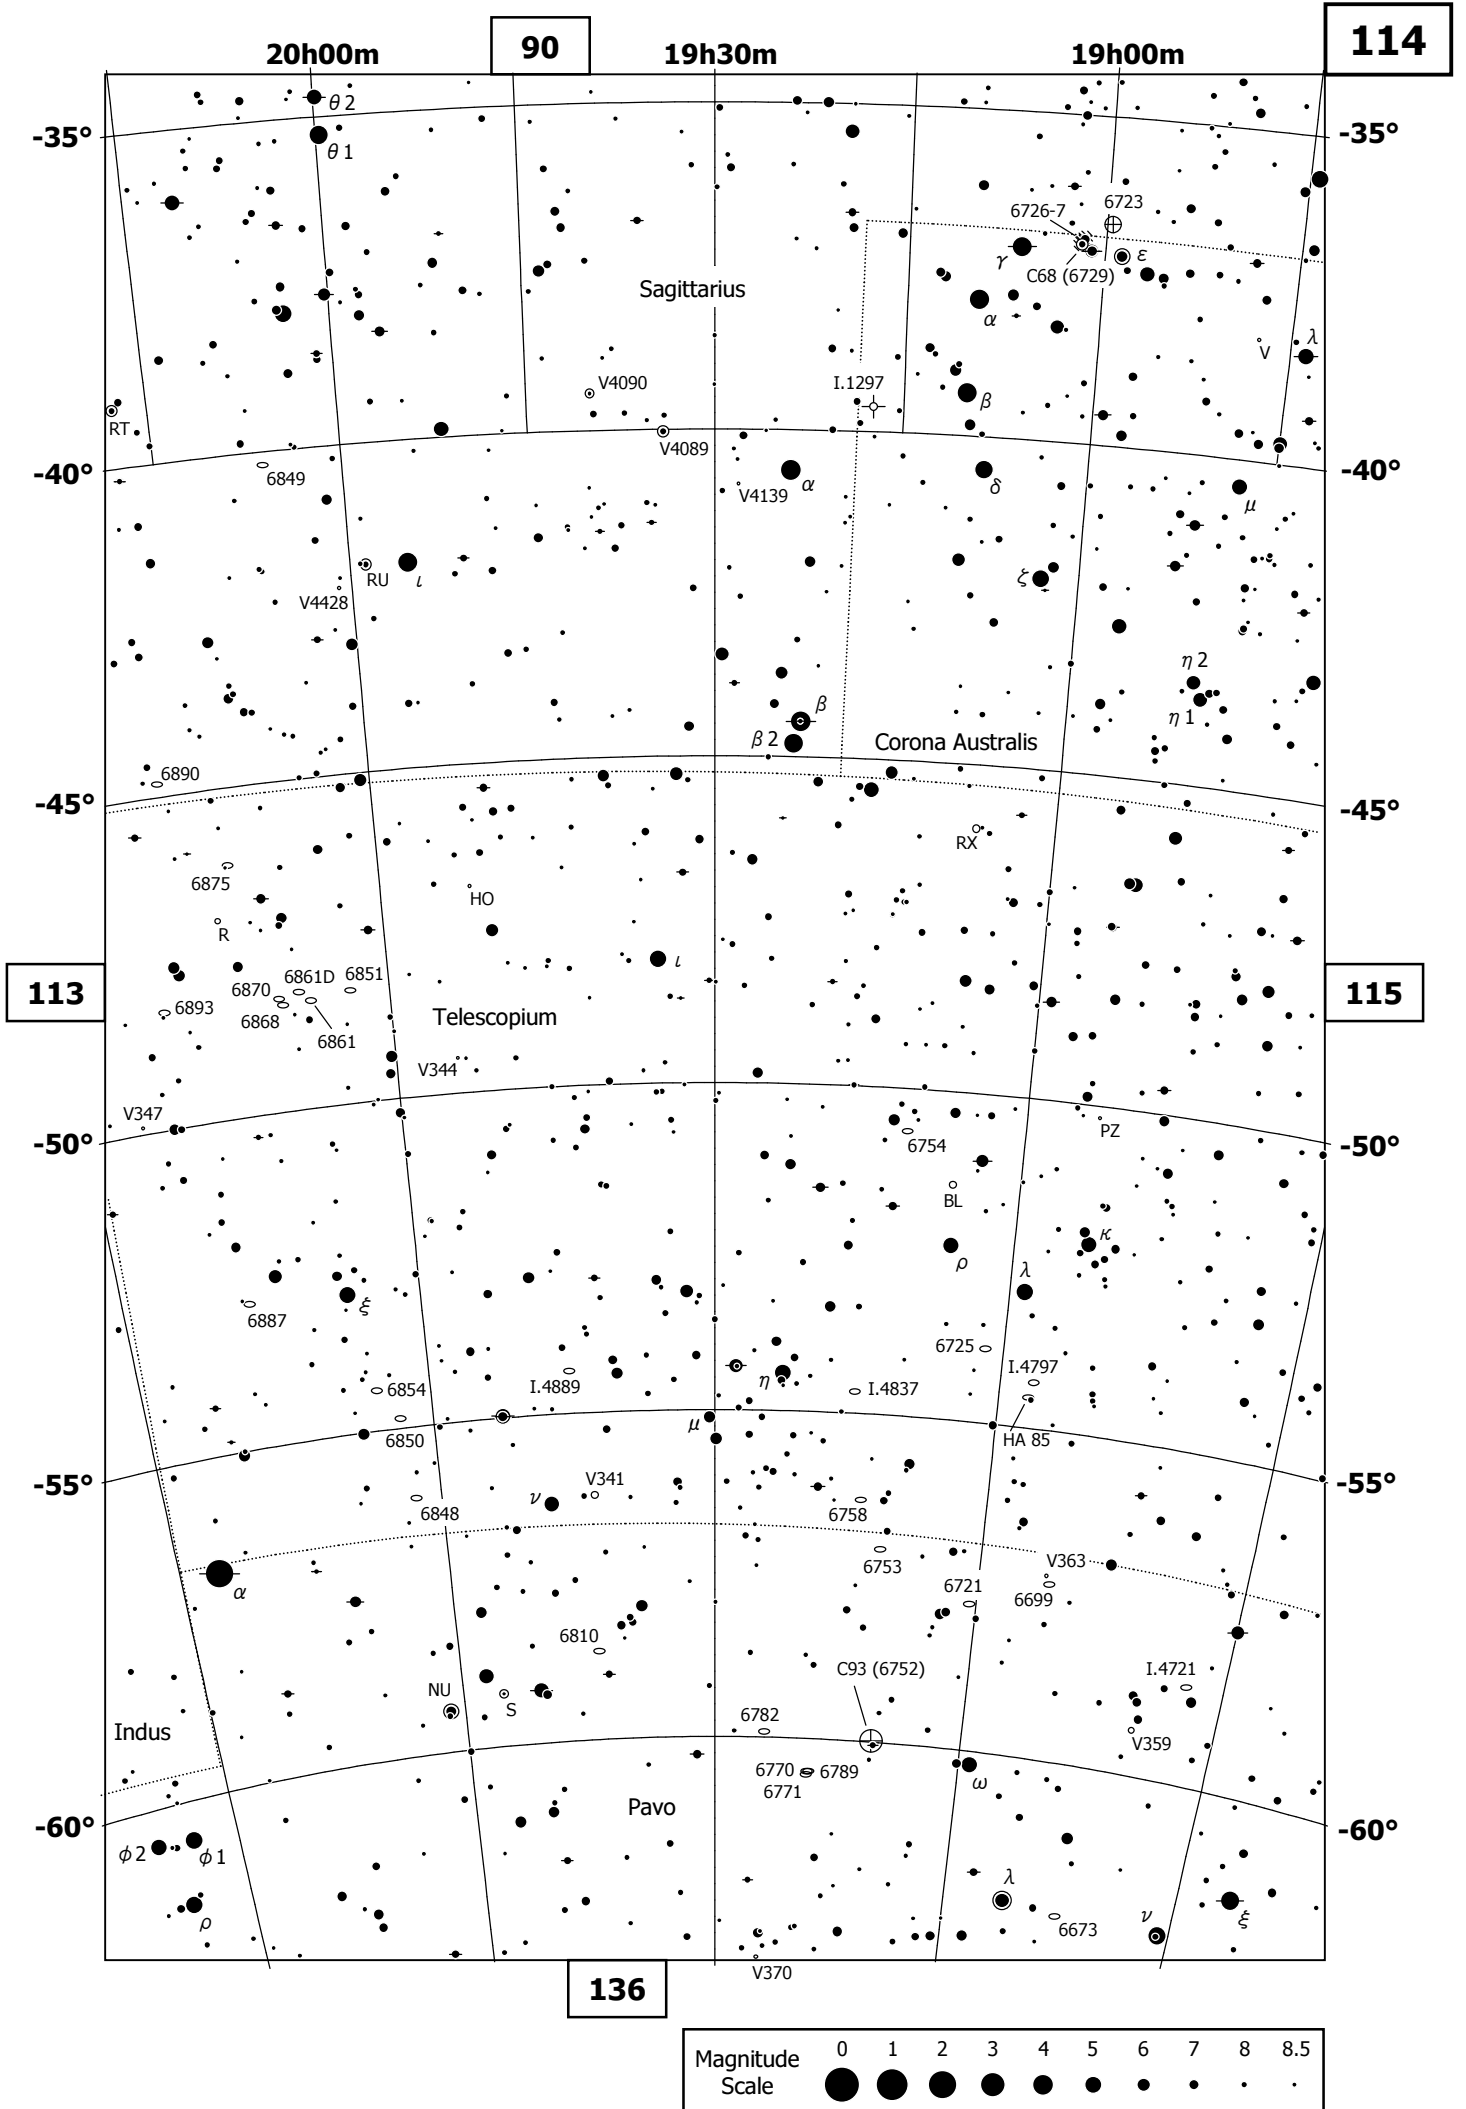 114
90
20h00m 19h30m 19h00m
θ 2
-35° -35°
θ 1
6726-7 6723
γ ε
C68 (6729)
Sagittarius
α
V λ
V4090 I.1297
β
RT
V4089
-40° -40°
6849 α δ
V4139 μ
RU ι ζ
V4428
η 2
β η 1
β 2 Corona Australis
6890
-45° -45°
RX
6875
HO
R
ι
6861D 6851
113 6870 115
6893
6868 Telescopium
6861
V344
V347
PZ
-50° 6754 -50°
BL
κ
ρ
λ
ξ
6887
6725
I.4797
η
6854 I.4889 I.4837
μ
6850 HA 85
-55° V341 -55°
ν
6848 6758
6753 V363
α 6721
6699
6810
C93 (6752) I.4721
NU
S
6782
Indus V359
6770 6789
6771 ω
Pavo
-60° -60°
φ 2 φ 1
λ
ρ ν ξ
6673
V370
136
0 1 2 3 4 5 6 7 8 8.5
Magnitude
Scale